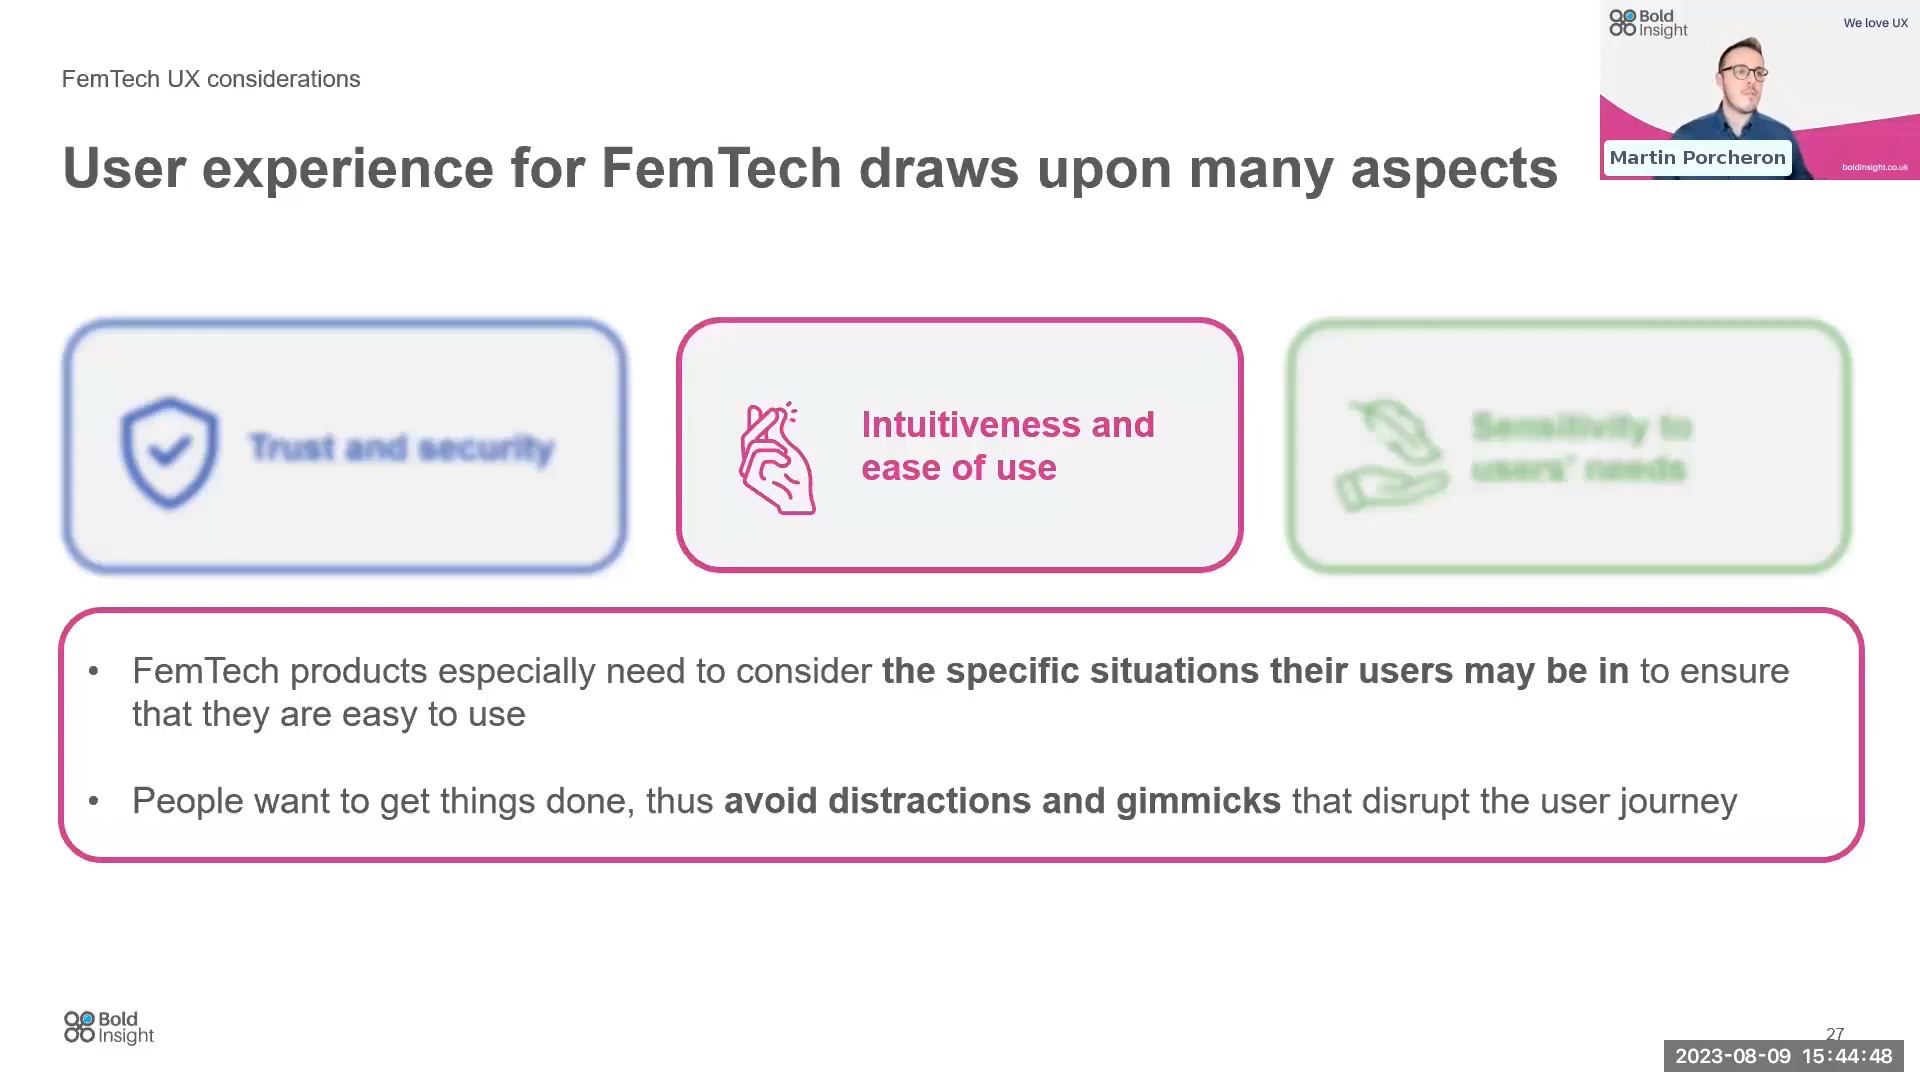 Bold
Insight
We love UX
FemTech UX considerations
User experience for FemTech draws upon many aspects
Martin Porcheron
boldinsight.co.uk
Trust and security
Intuitiveness and
ease of use
Sensitivity to
users' needs
• FemTech products especially need to consider the specific situations their users may be in to ensure
that they are easy to use
• People want to get things done, thus avoid distractions and gimmicks that disrupt the user journey
Bold
Insight
27
2023-08-09 15:44:48